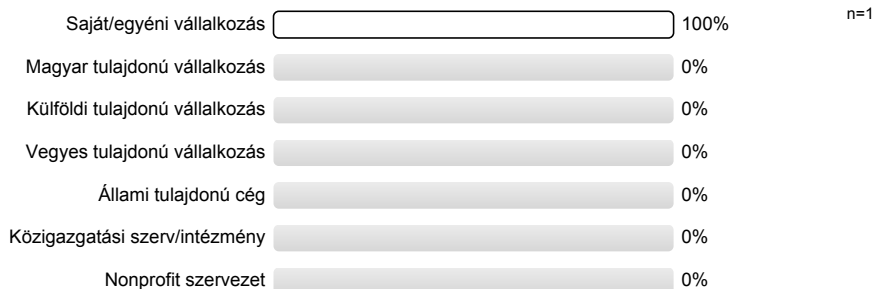 Saját/egyéni vállalkozás 100% n=1
Magyar tulajdonú vállalkozás 0%
Külföldi tulajdonú vállalkozás 0%
Vegyes tulajdonú vállalkozás 0%
Állami tulajdonú cég 0%
Közigazgatási szerv/intézmény 0%
Nonprofit szervezet 0%